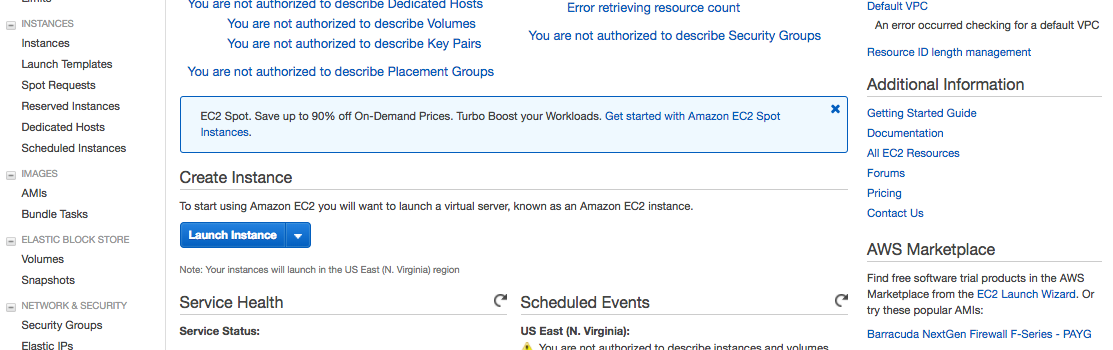 Limits
INSTANCES
Instances
Launch Templates
Spot Requests
Reserved Instances
Dedicated Hosts
Scheduled Instances
IMAGES
AMIs
Bundle Tasks
ELASTIC BLOCK STORE
Volumes
Snapshots
NETWORK & SECURITY
Security Groups
Elastic IPs
You are not authorized to describe Dedicated Hosts
You are not authorized to describe Volumes
You are not authorized to describe Key Pairs
You are not authorized to describe Placement Groups
Error retrieving resource count
You are not authorized to describe Security Groups
EC2 Spot. Save up to 90% off On-Demand Prices. Turbo Boost your Workloads. Get started with Amazon EC2 Spot
Instances.
Create Instance
To start using Amazon EC2 you will want to launch a virtual server, known as an Amazon EC2 instance.
Launch Instance
Note: Your instances will launch in the US East (N. Virginia) region
Service Health
Service Status:
Scheduled Events
US East (N. Virginia):
You are not authorized to describe instances and volumes
Default VPC
An error occurred checking for a default VPC
Resource ID length management
Additional Information
Getting Started Guide
Documentation
All EC2 Resources
Forums
Pricing
Contact Us
AWS Marketplace
Find free software trial products in the AWS
Marketplace from the EC2 Launch Wizard. Or
try these popular AMIs:
Barracuda NextGen Firewall F-Series - PAYG